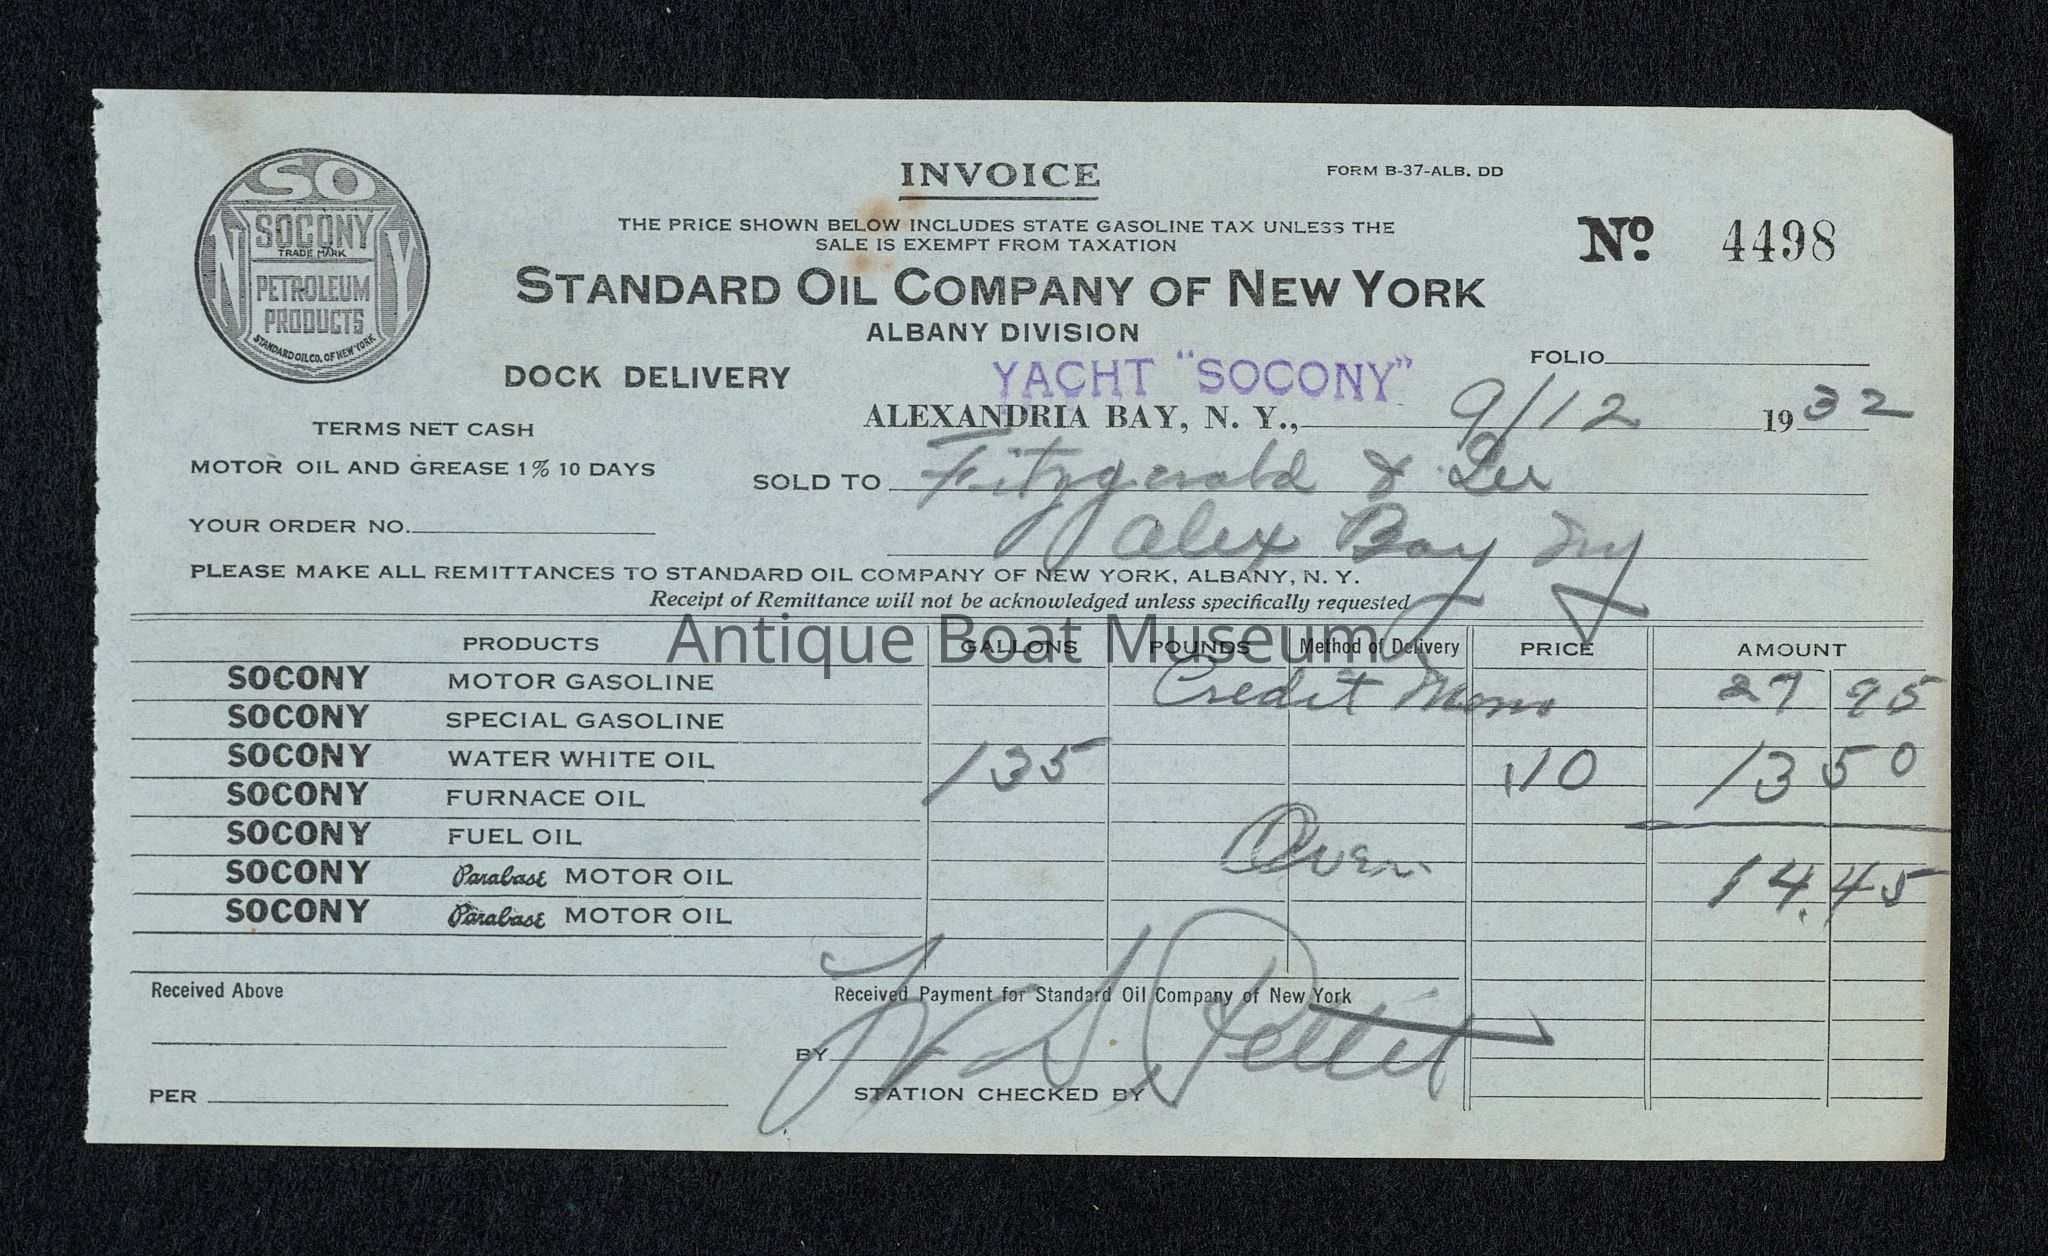 SO
SOCONY
TRADE MARK
N Y
PETROLEUM
PRODUCTS
STANDARD OIL CO. OF NEW YORK
INVOICE
FORM B-37-ALB. DD
THE PRICE SHOWN BELOW INCLUDES STATE GASOLINE TAX UNLESS THE
SALE IS EXEMPT FROM TAXATION
No. 4498
STANDARD OIL COMPANY OF NEW YORK
ALBANY DIVISION
FOLIO
DOCK DELIVERY
YACHT "SOCONY"
ALEXANDRIA BAY, N. Y., 9/12 1932
TERMS NET CASH
MOTOR OIL AND GREASE 1% 10 DAYS
SOLD TO Fitzgerald & Lee
YOUR ORDER NO.
Alex Bay Ny
PLEASE MAKE ALL REMITTANCES TO STANDARD OIL COMPANY OF NEW YORK, ALBANY, N. Y.
Receipt of Remittance will not be acknowledged unless specifically requested
Antique Boat Museum
PRODUCTS GALLONS POUNDS Method of Delivery PRICE AMOUNT
SOCONY MOTOR GASOLINE Credit Memo 27 95
SOCONY SPECIAL GASOLINE
SOCONY WATER WHITE OIL 135 .10 13 50
SOCONY FURNACE OIL
SOCONY FUEL OIL Over
SOCONY Parabase MOTOR OIL 14.45
SOCONY Parabase MOTOR OIL
Received Above
Received Payment for Standard Oil Company of New York
BY S. Pettit
PER
STATION CHECKED BY